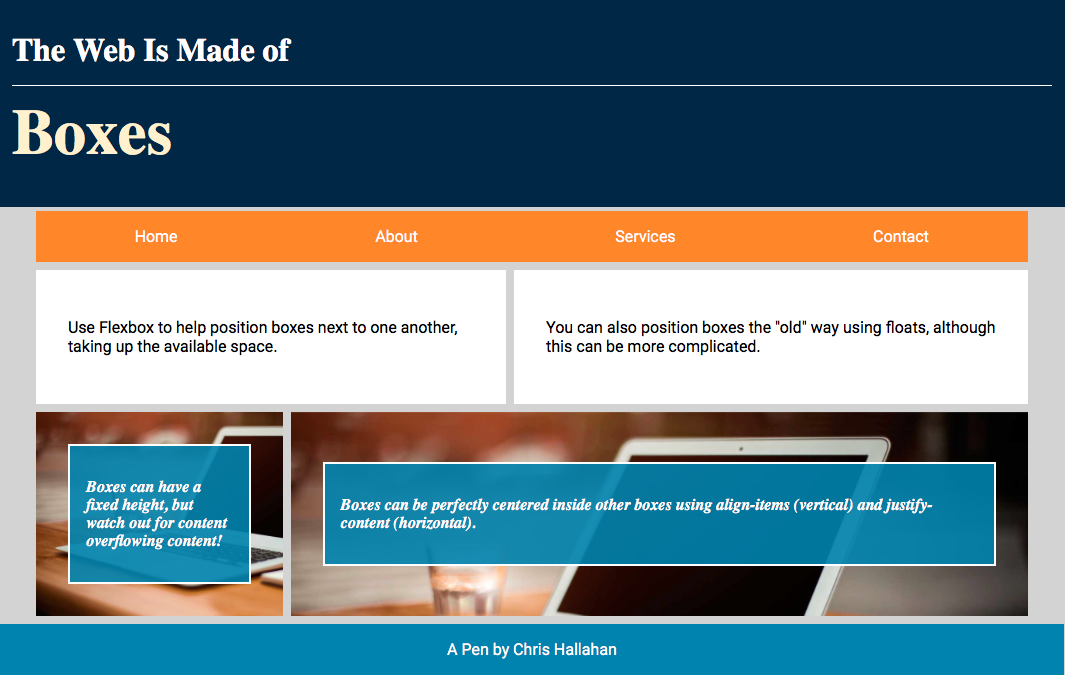 The Web Is Made of
Boxes
Home About Services Contact
Use Flexbox to help position boxes next to one another,
taking up the available space.
You can also position boxes the "old" way using floats, although
this can be more complicated.
Boxes can have a
fixed height, but
watch out for content
overflowing content!
Boxes can be perfectly centered inside other boxes using align-items (vertical) and justify-
content (horizontal).
A Pen by Chris Hallahan